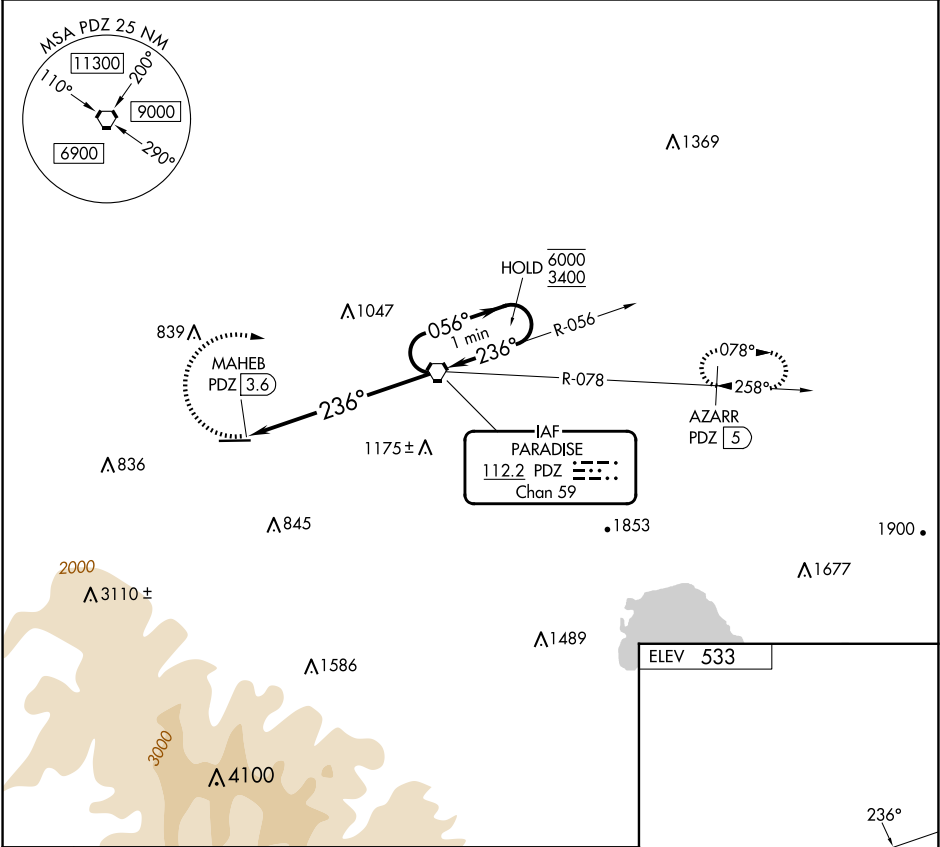 MSA PDZ 25 NM
11300
110°
200°
9000
6900
290°
1369
HOLD 6000
3400
1047
056°
1 min
236°
R-056
839
MAHEB
PDZ 3.6
236°
R-078
078°
258°
AZARR
PDZ 5
1175 ±
IAF
PARADISE
112.2 PDZ
Chan 59
836
845
1853
1900
2000
3110 ±
1677
1489
1586
ELEV 533
3000
4100
236°